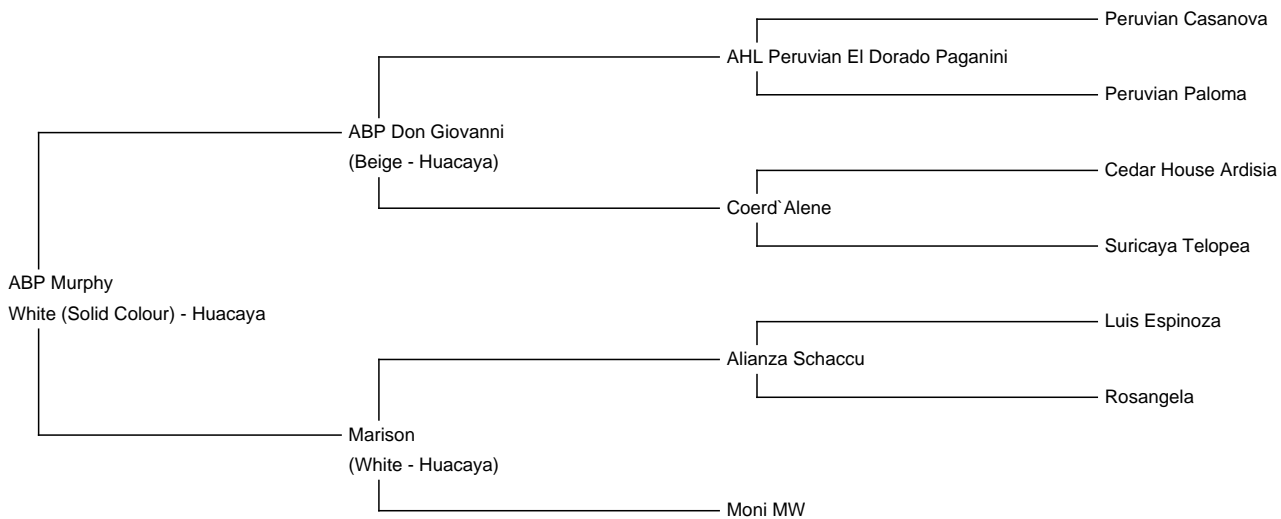 Peruvian Casanova
AHL Peruvian El Dorado Paganini
Peruvian Paloma
ABP Don Giovanni
(Beige - Huacaya)
Cedar House Ardisia
Coerd`Alene
Suricaya Telopea
ABP Murphy
White (Solid Colour) - Huacaya
Luis Espinoza
Alianza Schaccu
Rosangela
Marison
(White - Huacaya)
Moni MW